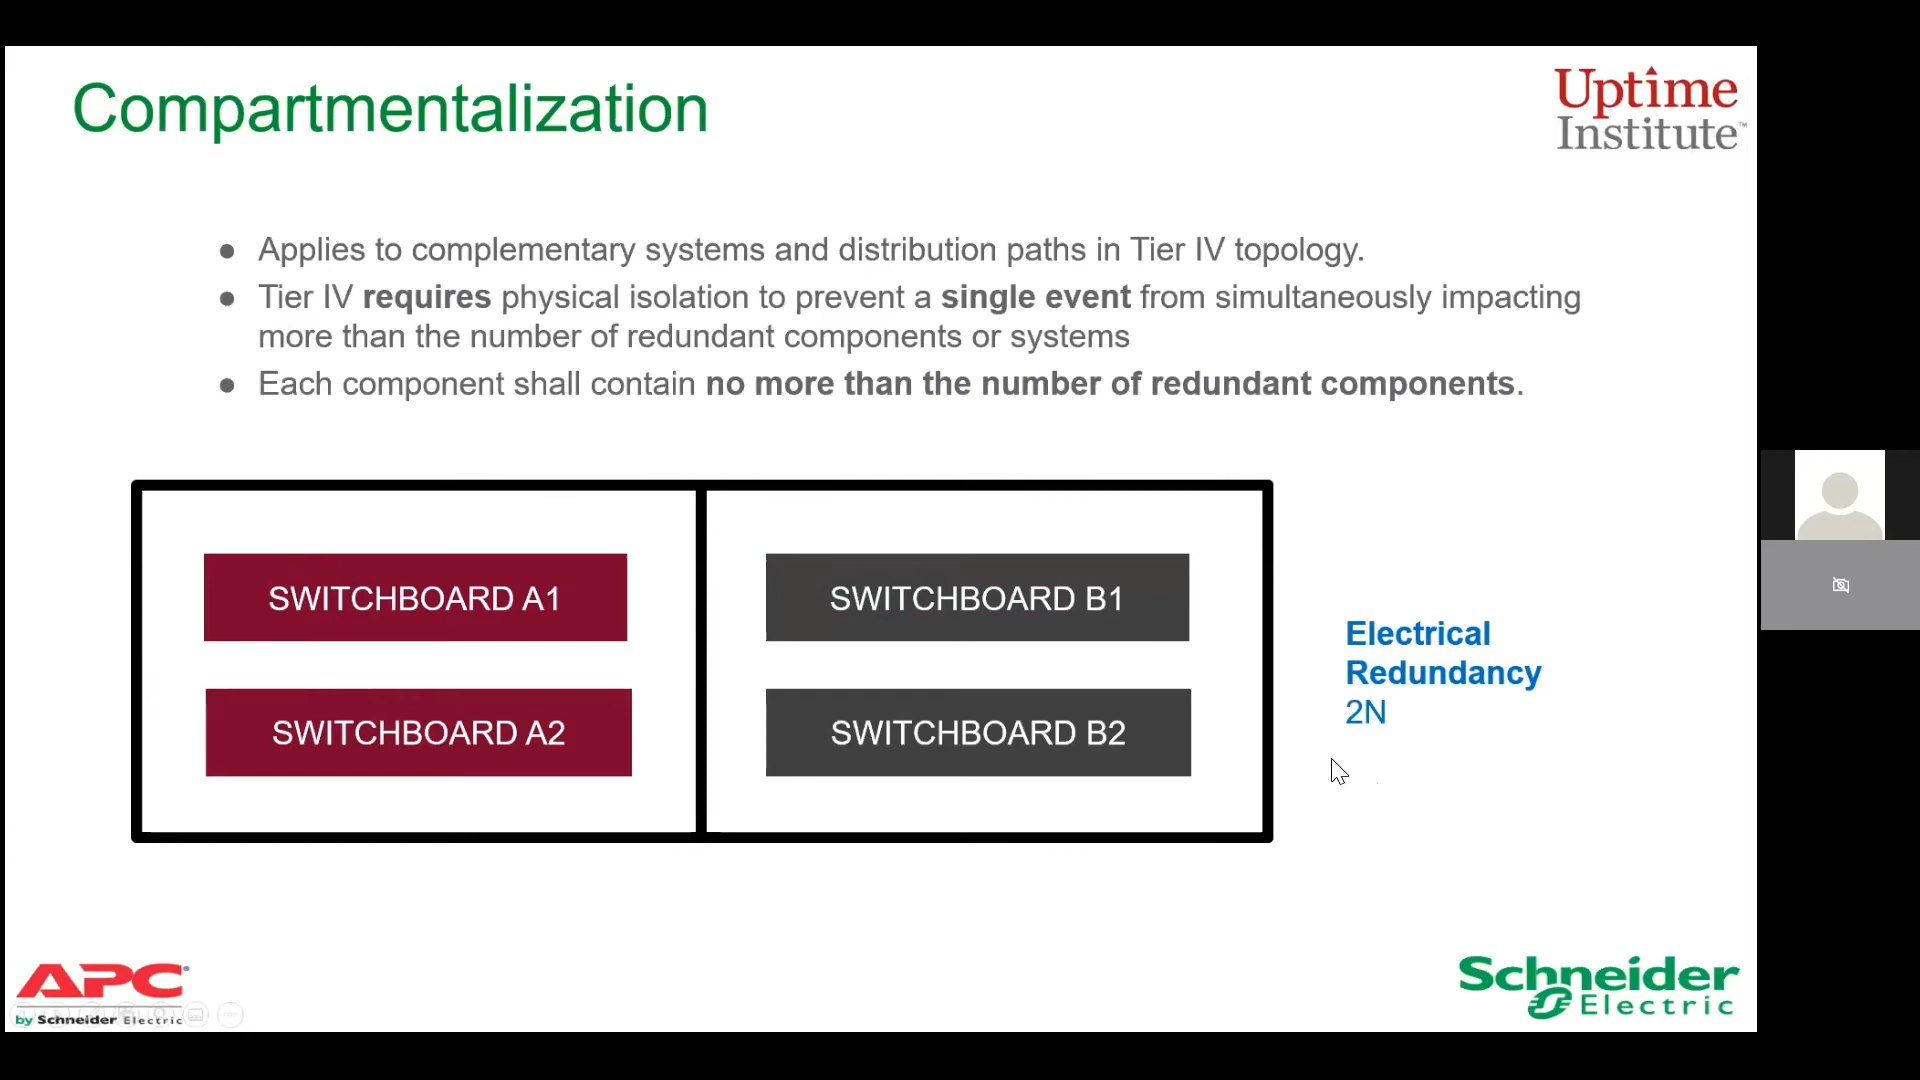 Compartmentalization
Uptime
Institute™
● Applies to complementary systems and distribution paths in Tier IV topology.
● Tier IV requires physical isolation to prevent a single event from simultaneously impacting
more than the number of redundant components or systems
● Each component shall contain no more than the number of redundant components.
SWITCHBOARD A1
SWITCHBOARD B1
SWITCHBOARD A2
SWITCHBOARD B2
Electrical
Redundancy
2N
APC®
by Schneider Electric
Schneider
Electric